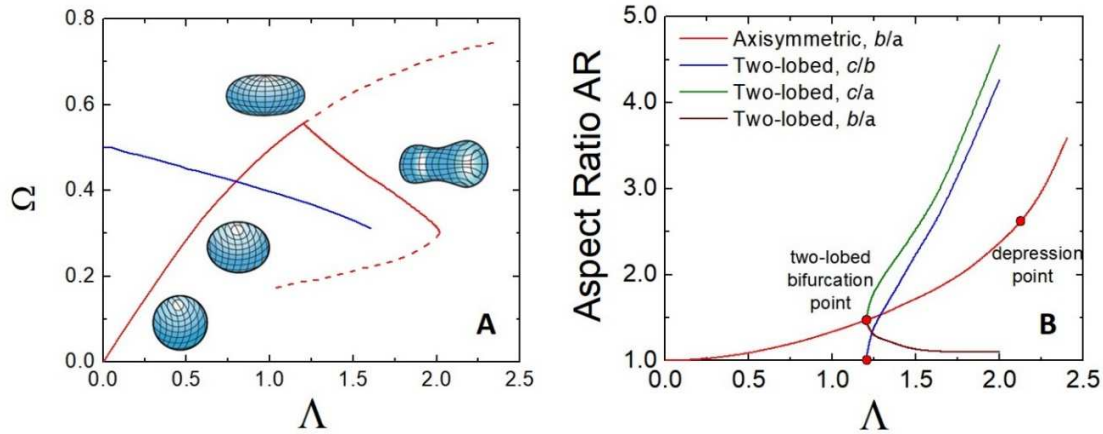 0.8
0.6
0.4
0.2
0.0
0.0 0.5 1.0 1.5 2.0 2.5
Ω
Λ
A
5.0
4.0
3.0
2.0
1.0
0.0 0.5 1.0 1.5 2.0 2.5
Aspect Ratio AR
Λ
Axisymmetric, b/a
Two-lobed, c/b
Two-lobed, c/a
Two-lobed, b/a
two-lobed
bifurcation
point
depression
point
B